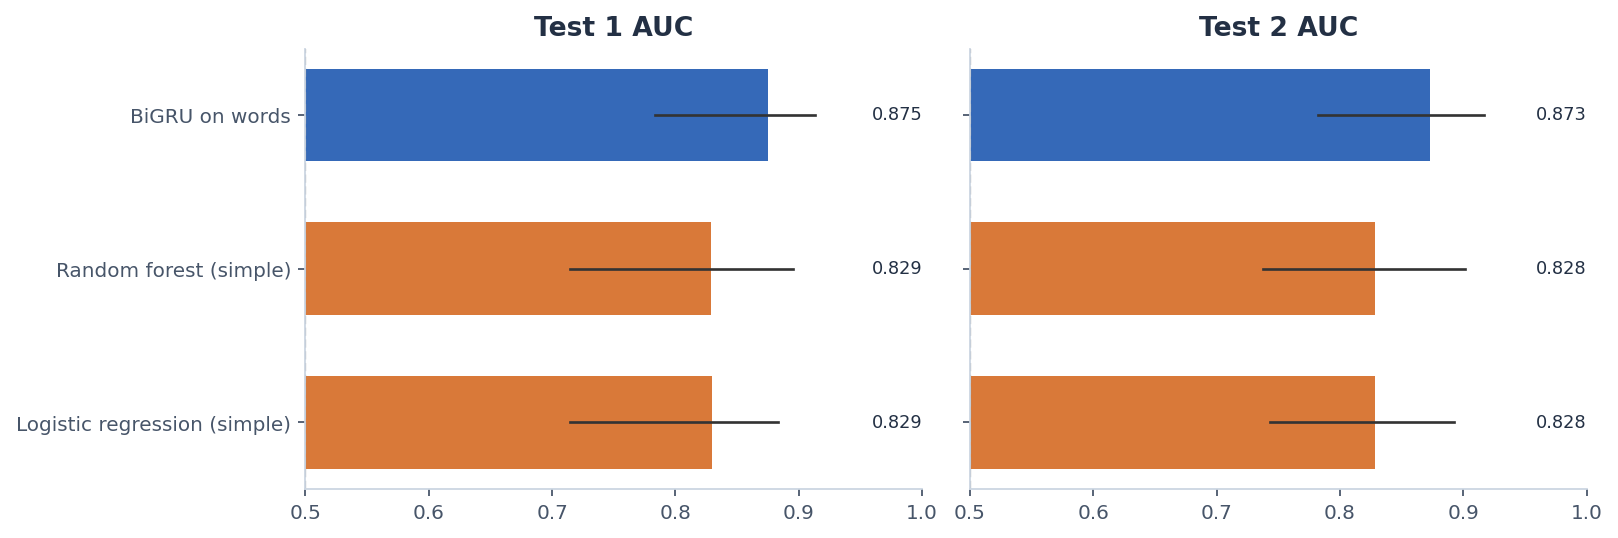 Test 1 AUC
Test 2 AUC
BiGRU on words
0.875
0.873
Random forest (simple)
0.829
0.828
Logistic regression (simple)
0.829
0.828
0.5 0.6 0.7 0.8 0.9 1.0
0.5 0.6 0.7 0.8 0.9 1.0